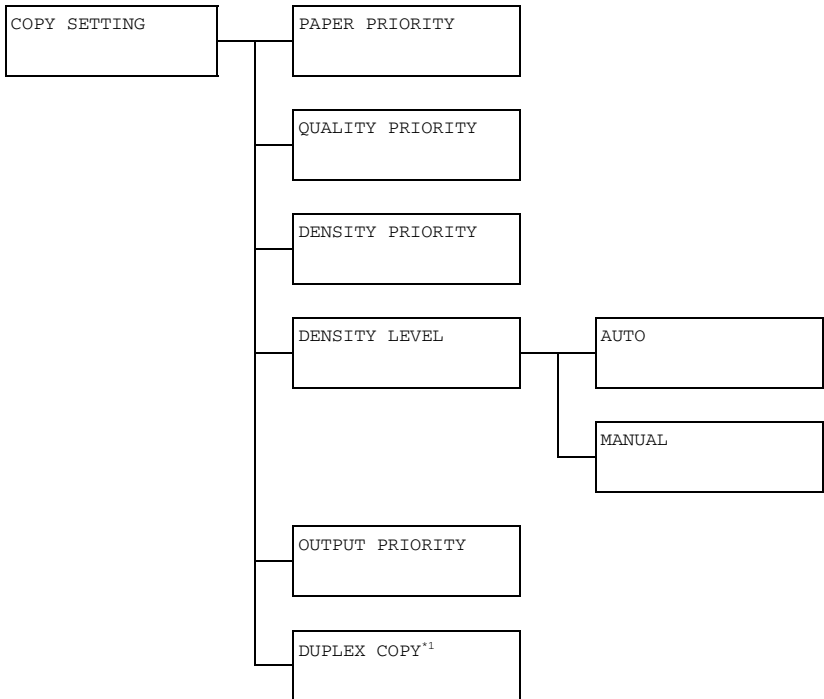 COPY SETTING
PAPER PRIORITY
QUALITY PRIORITY
DENSITY PRIORITY
DENSITY LEVEL
AUTO
MANUAL
OUTPUT PRIORITY
DUPLEX COPY*1